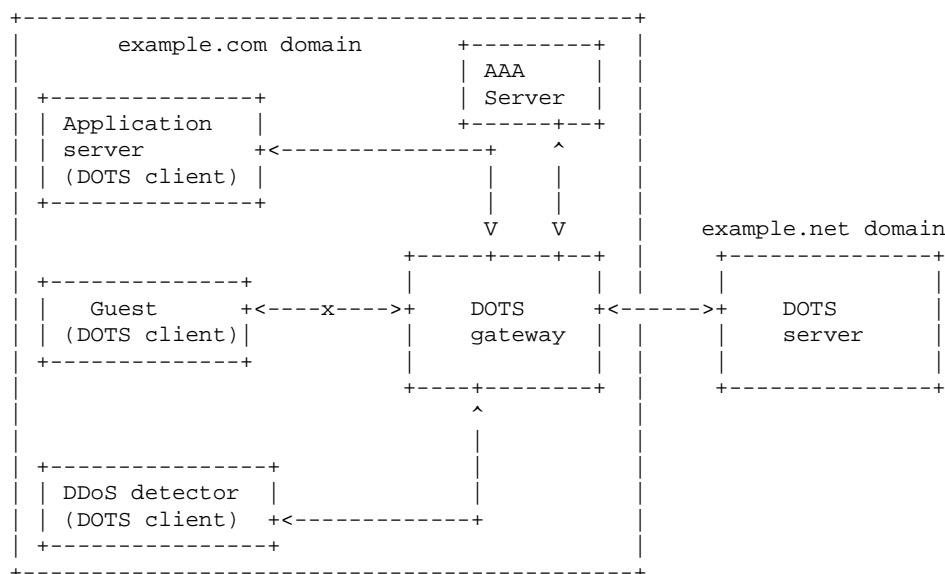 example.com domain
AAA
Server
Application
server
(DOTS client)
example.net domain
Guest
(DOTS client)
x
DOTS
gateway
DOTS
server
DDoS detector
(DOTS client)